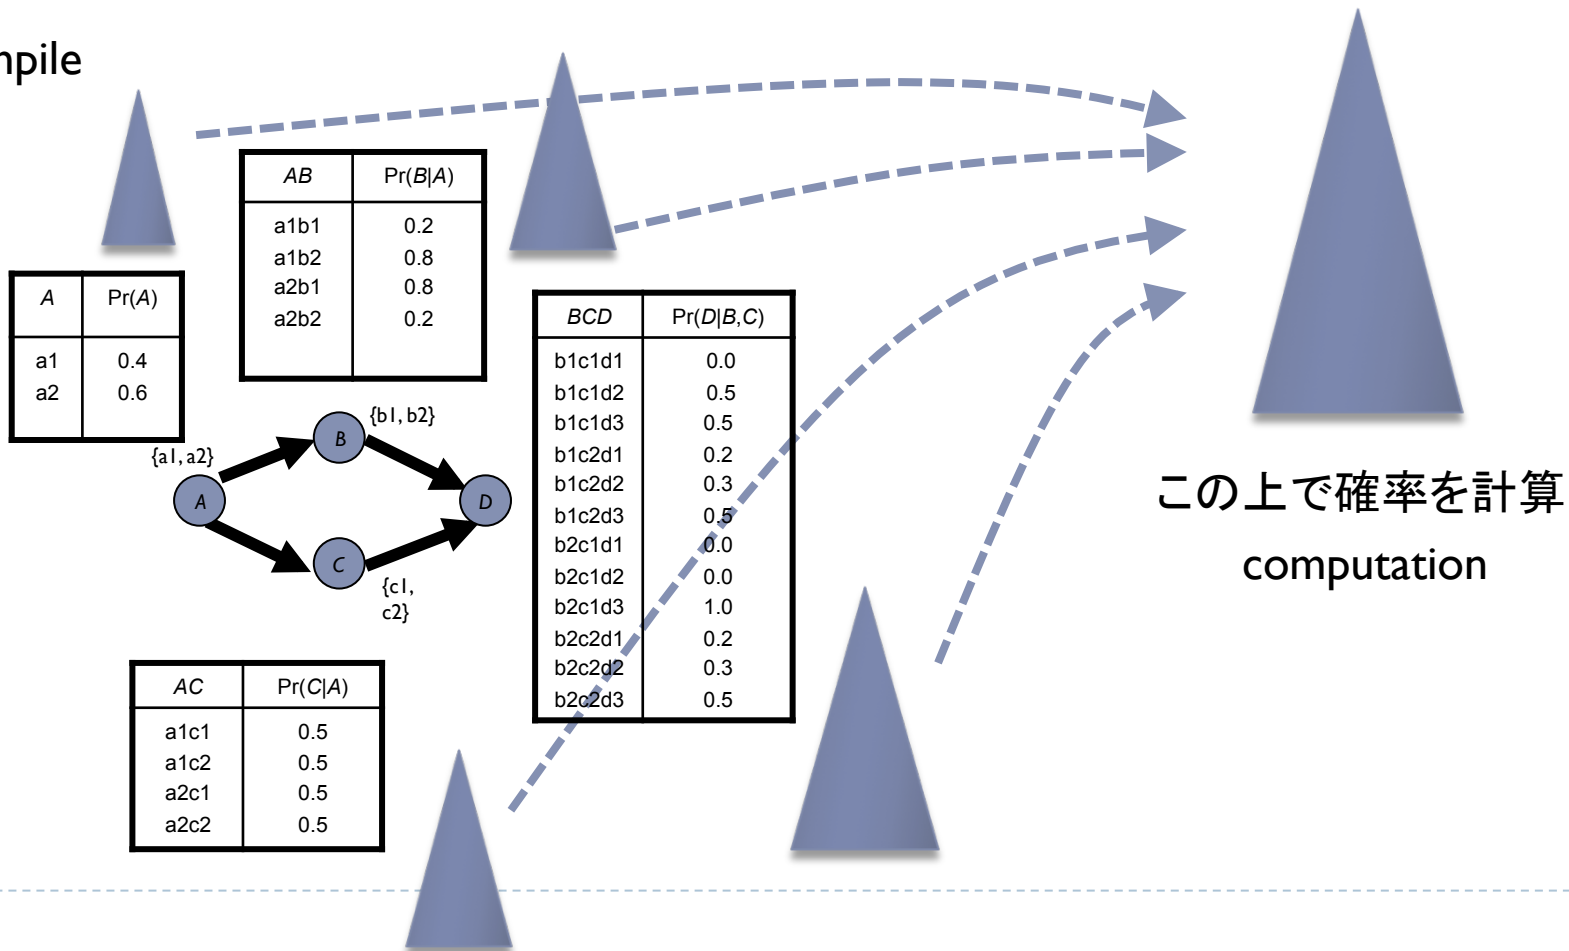 mpile
AB Pr(B|A)
a1b1 0.2
a1b2 0.8
a2b1 0.8
a2b2 0.2
A Pr(A)
a1 0.4
a2 0.6
BCD Pr(D|B,C)
b1c1d1 0.0
b1c1d2 0.5
b1c1d3 0.5
b1c2d1 0.2
b1c2d2 0.3
b1c2d3 0.5
b2c1d1 0.0
b2c1d2 0.0
b2c1d3 1.0
b2c2d1 0.2
b2c2d2 0.3
b2c2d3 0.5
{b1, b2}
B
{a1, a2}
A
D
C
{c1,
c2}
AC Pr(C|A)
a1c1 0.5
a1c2 0.5
a2c1 0.5
a2c2 0.5
この上で確率を計算
computation